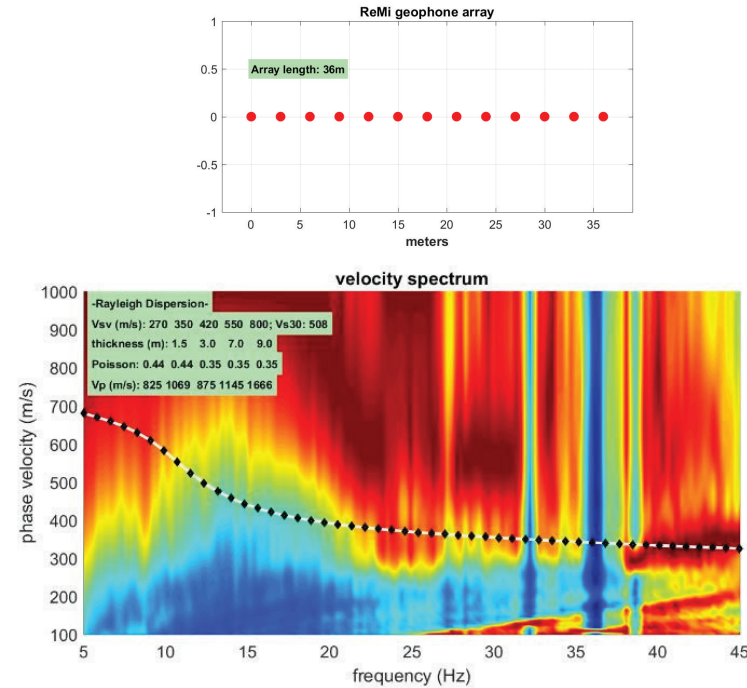 ReMi geophone array
1
0.5
0
-0.5
-1
Array length: 36m
0 5 10 15 20 25 30 35
meters
velocity spectrum
1000
900
800
700
600
500
400
300
200
100
phase velocity (m/s)
-Rayleigh Dispersion-
Vsv (m/s): 270 350 420 550 800; Vs30: 508
thickness (m): 1.5 3.0 7.0 9.0
Poisson: 0.44 0.44 0.35 0.35 0.35
Vp (m/s): 825 1069 875 1145 1666
5 10 15 20 25 30 35 40 45
frequency (Hz)